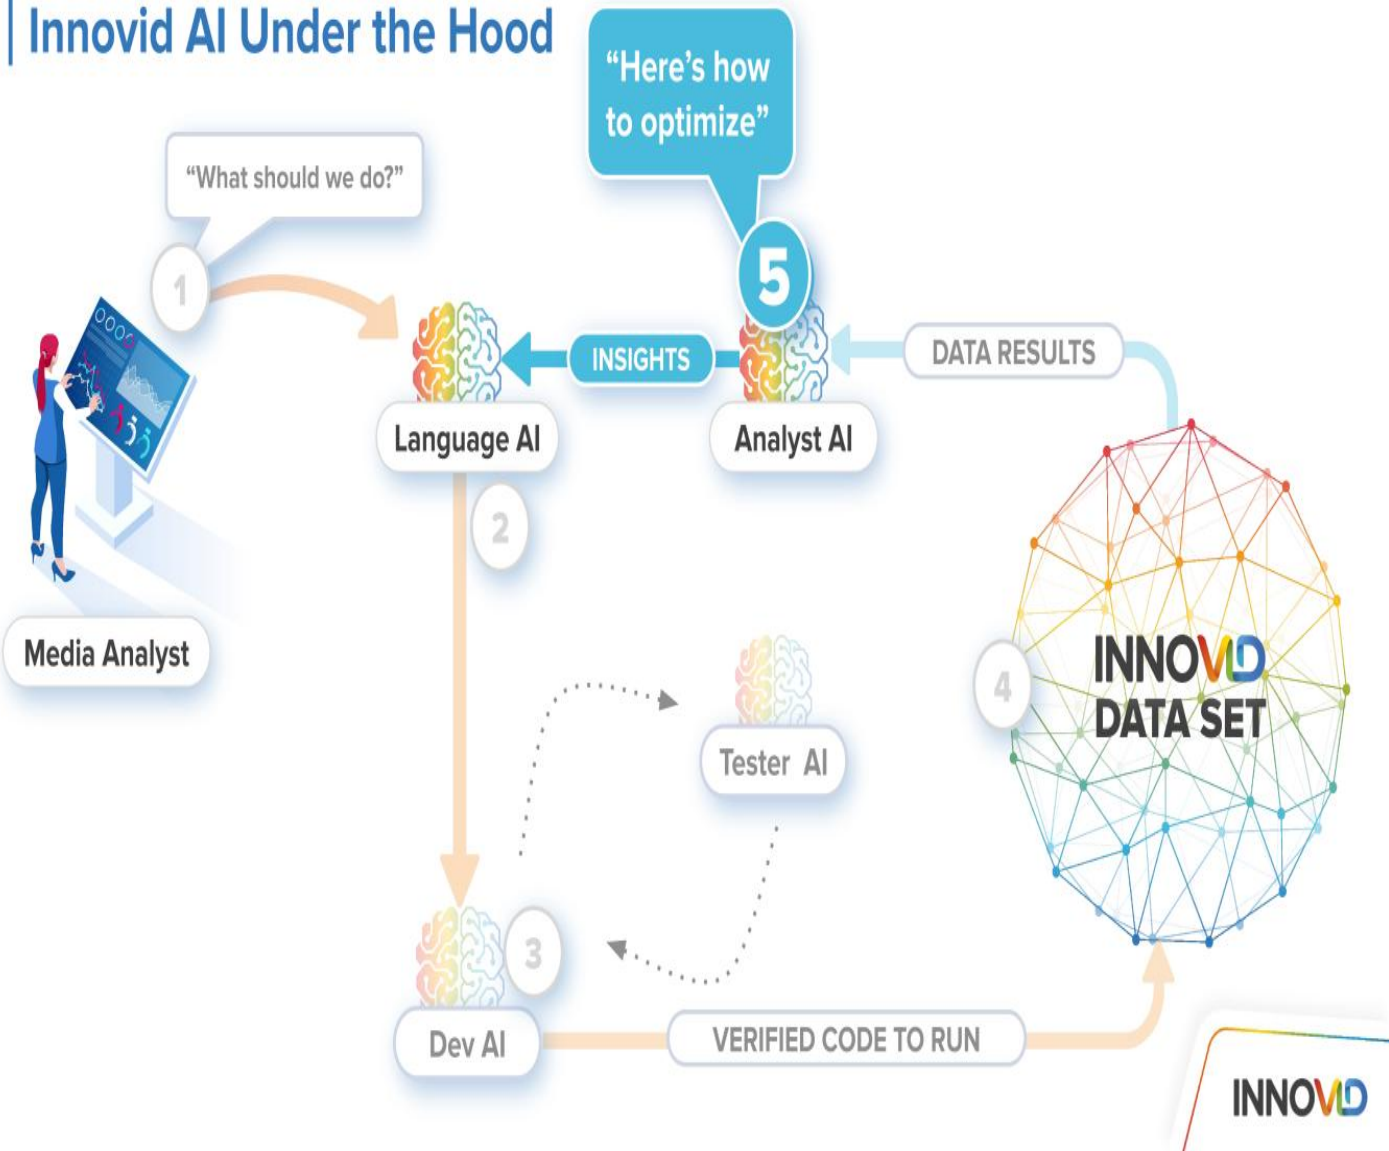 Innovid AI Under the Hood
“Here’s how
to optimize”
“What should we do?”
1
5
INSIGHTS
DATA RESULTS
Language AI
Analyst AI
2
Media Analyst
4
INNOVID
DATA SET
Tester AI
3
Dev AI
VERIFIED CODE TO RUN
INNOVID